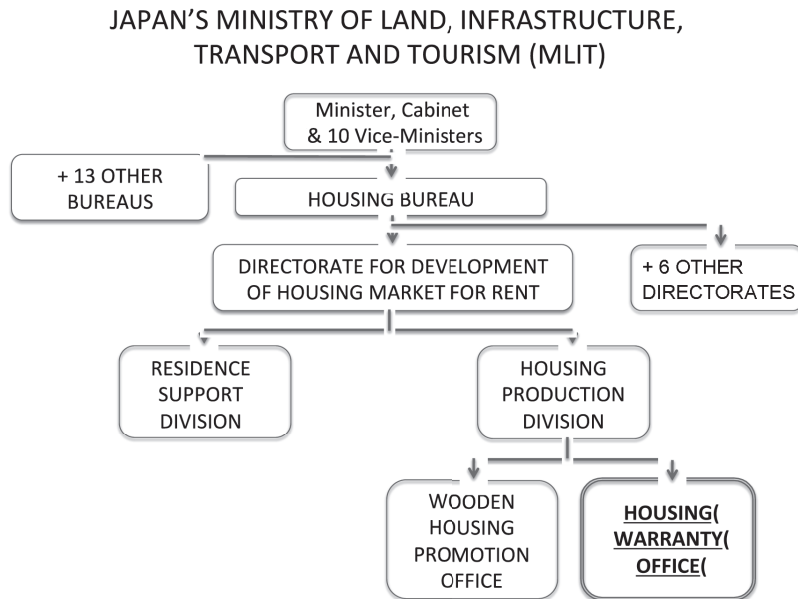 JAPAN’S MINISTRY OF LAND, INFRASTRUCTURE,
TRANSPORT AND TOURISM (MLIT)
Minister, Cabinet
& 10 Vice-Ministers
+ 13 OTHER
BUREAUS
HOUSING BUREAU
DIRECTORATE FOR DEVELOPMENT
OF HOUSING MARKET FOR RENT
+ 6 OTHER
DIRECTORATES
RESIDENCE
SUPPORT
DIVISION
HOUSING
PRODUCTION
DIVISION
WOODEN
HOUSING
PROMOTION
OFFICE
HOUSING(
WARRANTY(
OFFICE(